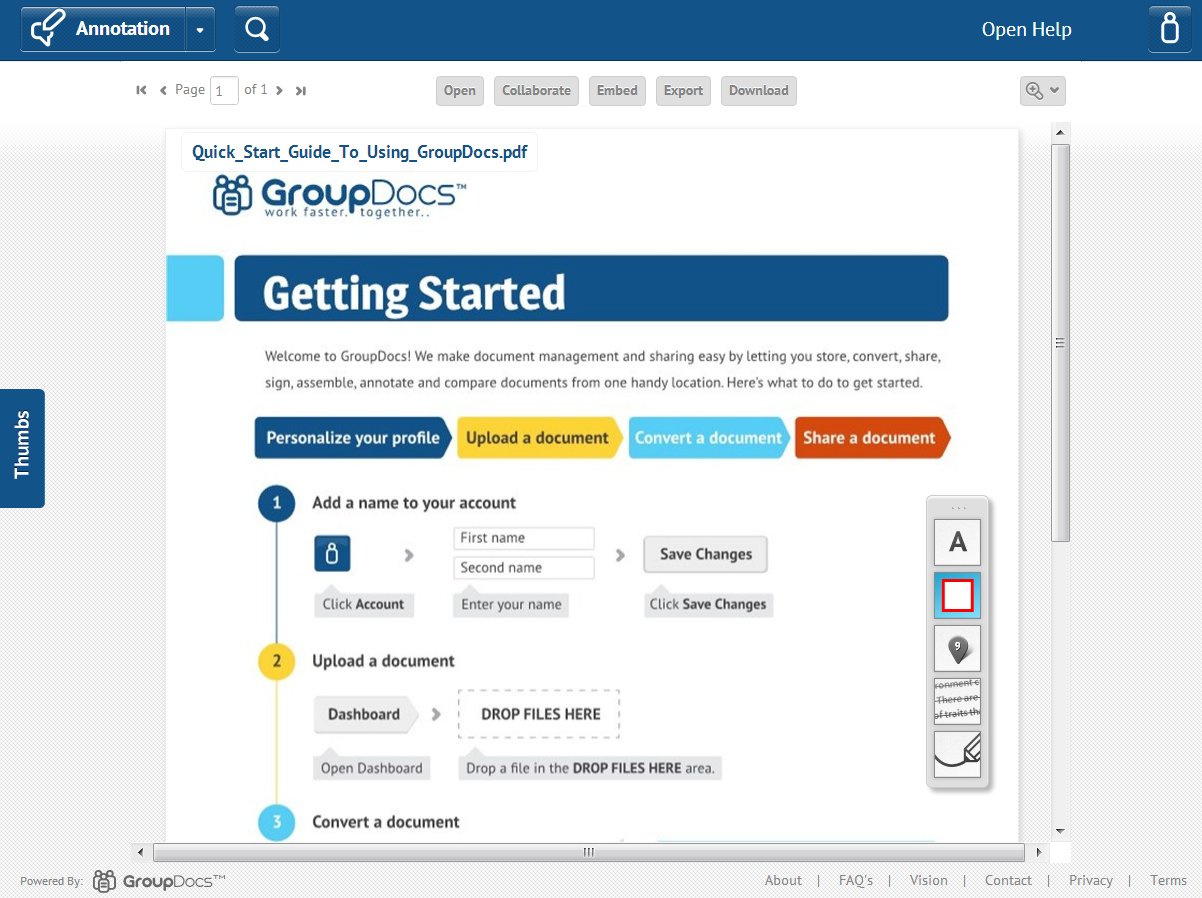 Annotation
Open Help
Page 1 of 1
Open Collaborate Embed Export Download
Quick_Start_Guide_To_Using_GroupDocs.pdf
GroupDocs™
work faster. together..
Getting Started
Welcome to GroupDocs! We make document management and sharing easy by letting you store, convert, share,
sign, assemble, annotate and compare documents from one handy location. Here's what to do to get started.
Personalize your profile Upload a document Convert a document Share a document
Thumbs
1 Add a name to your account
First name
Second name
Save Changes
Click Account Enter your name Click Save Changes
A
9
ronment c
There are
of traits th
2 Upload a document
Dashboard DROP FILES HERE
Open Dashboard Drop a file in the DROP FILES HERE area.
3 Convert a document
Powered By: GroupDocs™
About | FAQ's | Vision | Contact | Privacy | Terms